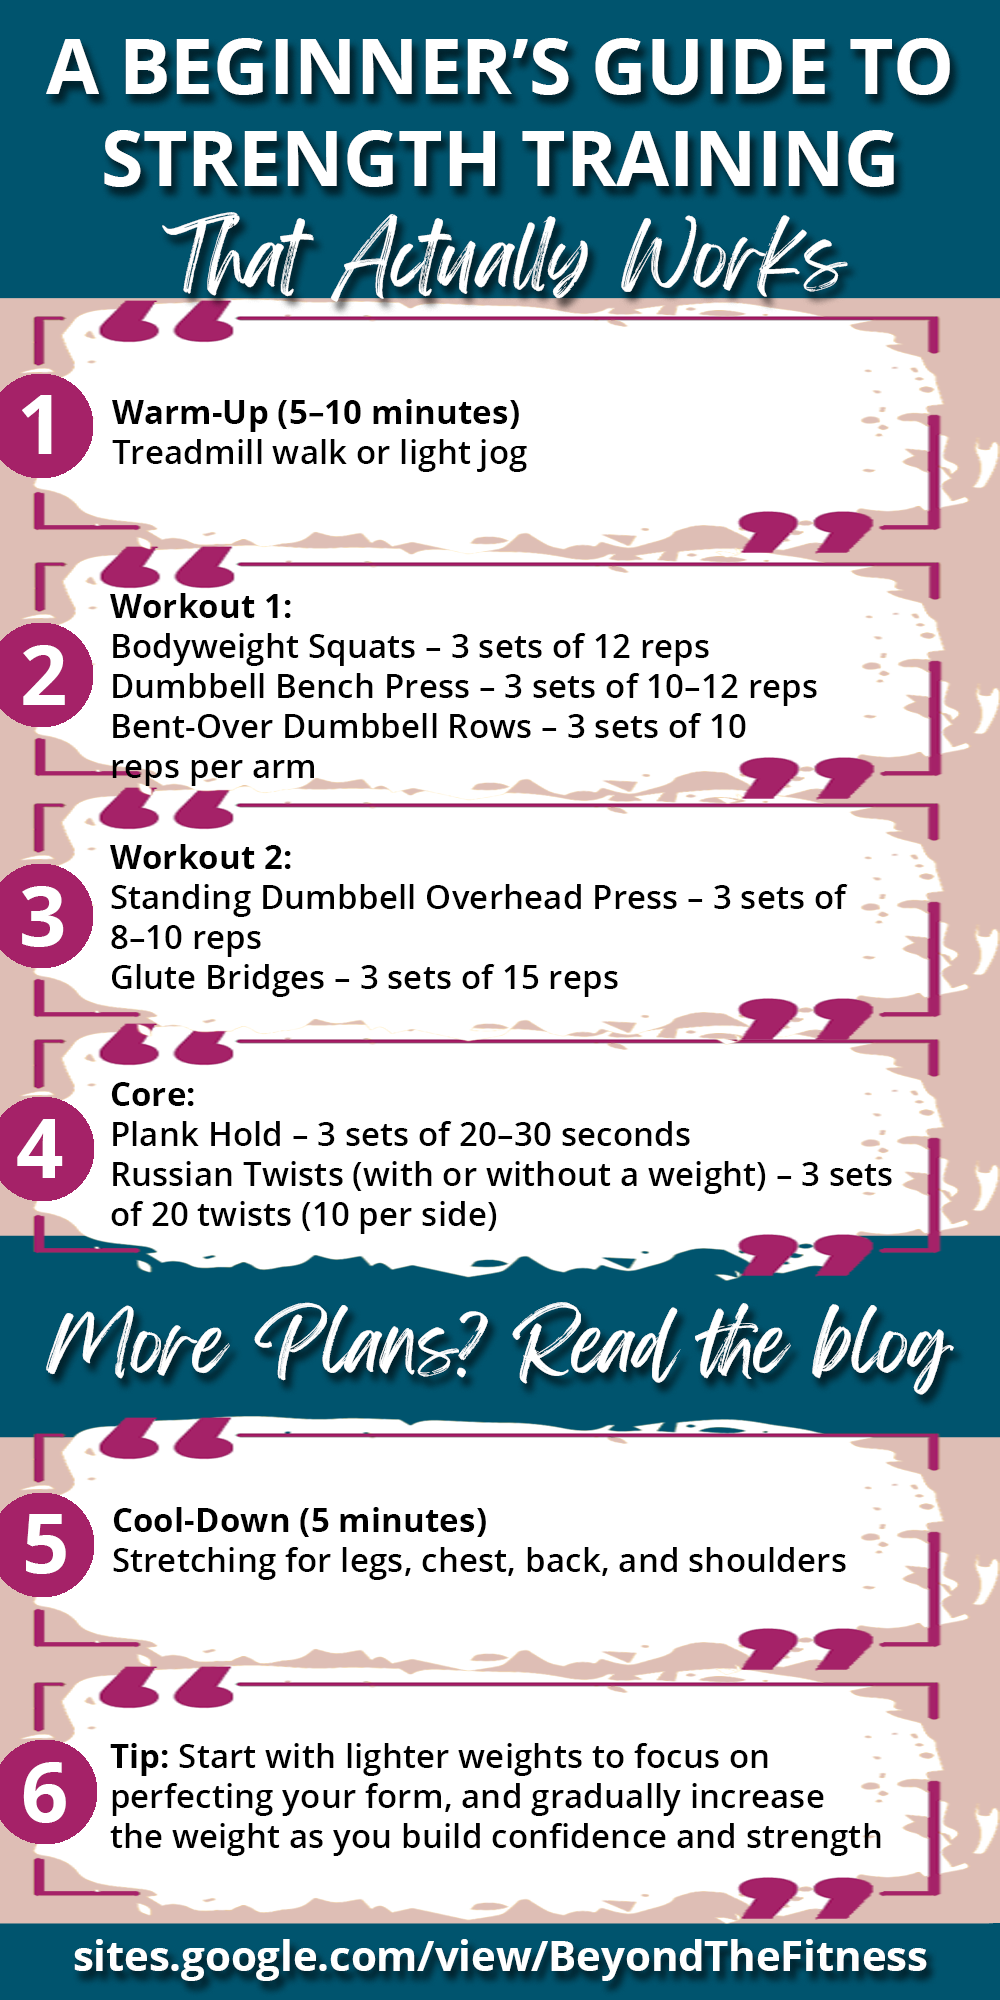 A BEGINNER’S GUIDE TO
STRENGTH TRAINING
That Actually Works
1
Warm-Up (5–10 minutes)
Treadmill walk or light jog
2
Workout 1:
Bodyweight Squats – 3 sets of 12 reps
Dumbbell Bench Press – 3 sets of 10–12 reps
Bent-Over Dumbbell Rows – 3 sets of 10
reps per arm
3
Workout 2:
Standing Dumbbell Overhead Press – 3 sets of
8–10 reps
Glute Bridges – 3 sets of 15 reps
4
Core:
Plank Hold – 3 sets of 20–30 seconds
Russian Twists (with or without a weight) – 3 sets
of 20 twists (10 per side)
More Plans? Read the blog
5
Cool-Down (5 minutes)
Stretching for legs, chest, back, and shoulders
6
Tip: Start with lighter weights to focus on
perfecting your form, and gradually increase
the weight as you build confidence and strength
sites.google.com/view/BeyondTheFitness